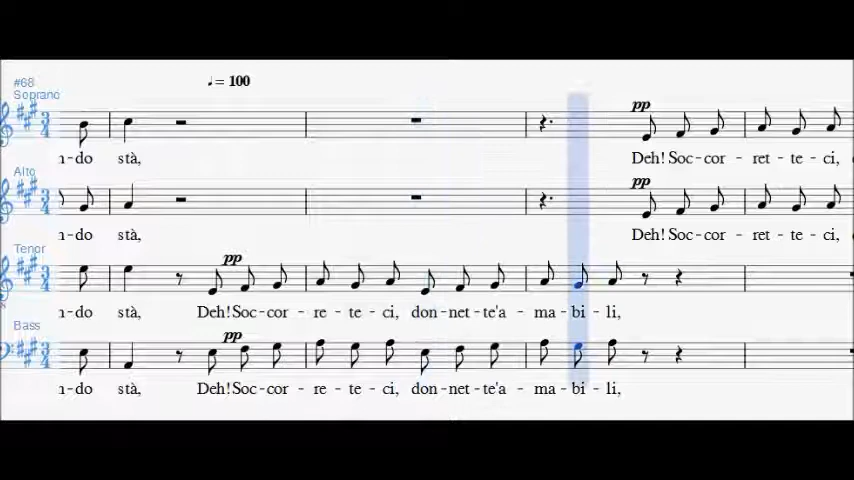 ♩= 100
#68
Soprano
pp
n-do stà, Deh! Soc-cor - ret - te - ci,
Alto
pp
n-do stà, Deh! Soc-cor - ret - te - ci,
Tenor
pp
n-do stà, Deh! Soc-cor - re - te - ci, don-net-te'a - ma - bi - li,
Bass
pp
n-do stà, Deh! Soc-cor - re - te - ci, don-net-te'a ma - bi - li,